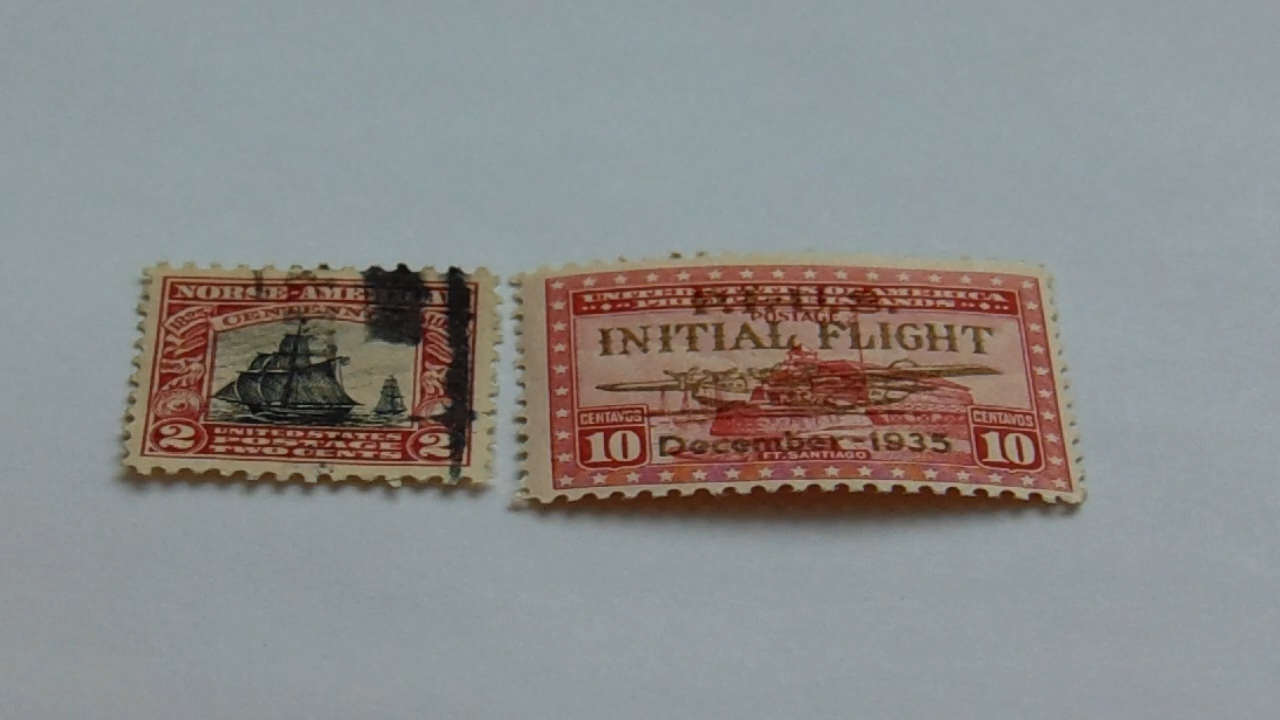 NORSE-AMERICAN
CENTENNIAL
2
UNITED STATES
POSTAGE
TWO CENTS
2
UNITED STATES OF AMERICA
PHILIPPINE ISLANDS
P.I.-U.S.
POSTAGE
INITIAL FLIGHT
CENTAVOS
10
CENTAVOS
10
December-1935
FT. SANTIAGO